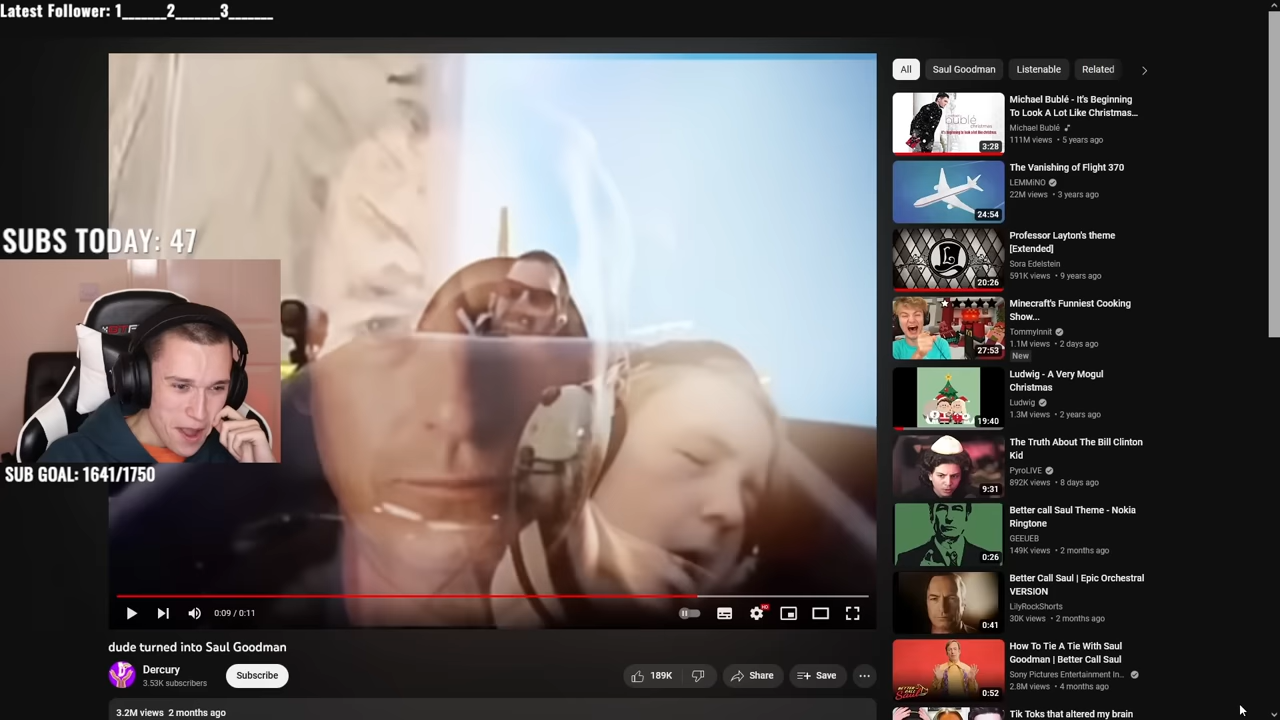 Latest Follower: 1______2______3______
SUBS TODAY: 47
SUB GOAL: 1641/1750
0:09 / 0:11
HD
dude turned into Saul Goodman
Dercury
3.53K subscribers
Subscribe
189K
Share
Save
3.2M views 2 months ago
All
Saul Goodman
Listenable
Related
bublé
christmas
3:28
Michael Bublé - It's Beginning
To Look A Lot Like Christmas...
Michael Bublé
111M views • 5 years ago
24:54
The Vanishing of Flight 370
LEMMiNO
22M views • 3 years ago
L
20:26
Professor Layton's theme
[Extended]
Sora Edelstein
591K views • 9 years ago
27:53
Minecraft's Funniest Cooking
Show...
TommyInnit
1.1M views • 2 days ago
New
19:40
Ludwig - A Very Mogul
Christmas
Ludwig
1.3M views • 2 years ago
9:31
The Truth About The Bill Clinton
Kid
PyroLIVE
892K views • 8 days ago
0:26
Better call Saul Theme - Nokia
Ringtone
GEEUEB
149K views • 2 months ago
0:41
Better Call Saul | Epic Orchestral
VERSION
LilyRockShorts
30K views • 2 months ago
BETTER CALL SAUL
0:52
How To Tie A Tie With Saul
Goodman | Better Call Saul
Sony Pictures Entertainment In...
2.8M views • 4 months ago
Tik Toks that altered my brain